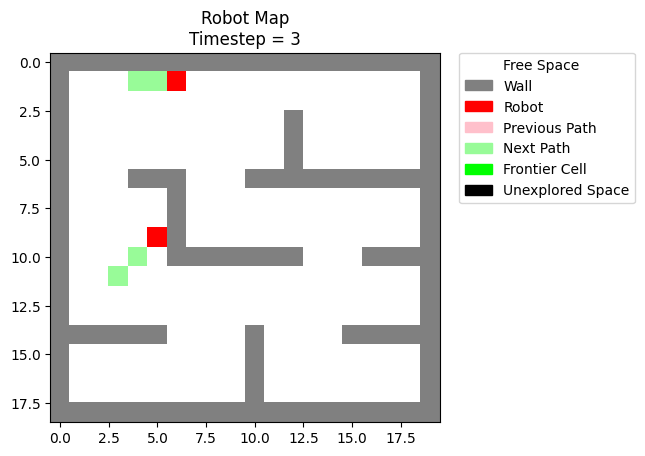 Robot Map
Timestep = 3
0.0
2.5
5.0
7.5
10.0
12.5
15.0
17.5
0.0
2.5
5.0
7.5
10.0
12.5
15.0
17.5
Free Space
Wall
Robot
Previous Path
Next Path
Frontier Cell
Unexplored Space